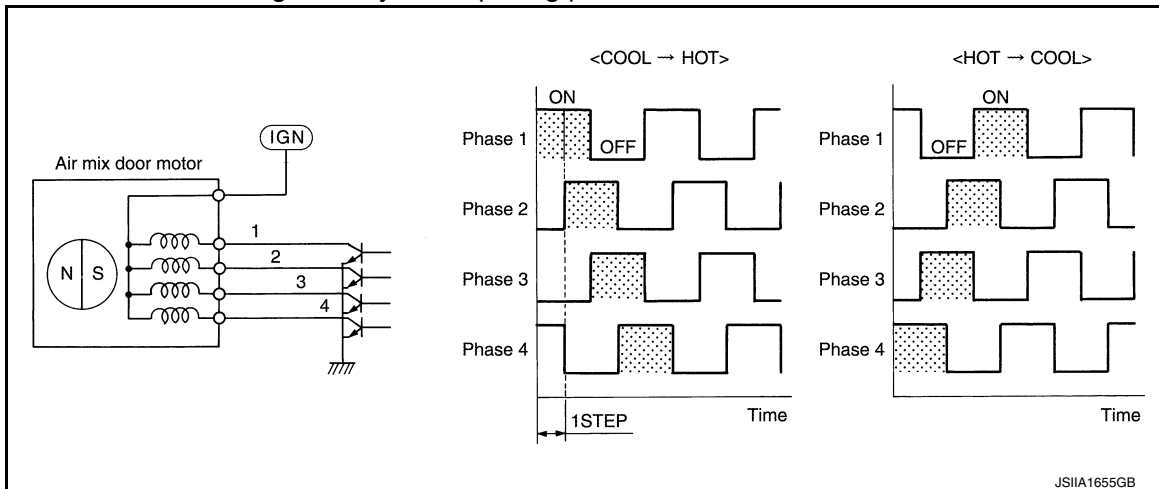 <COOL → HOT>
<HOT → COOL>
IGN
Air mix door motor
N S
1
2
3
4
ON
Phase 1
OFF
Phase 2
Phase 3
Phase 4
Time
1STEP
ON
Phase 1
OFF
Phase 2
Phase 3
Phase 4
Time
JSIIA1655GB